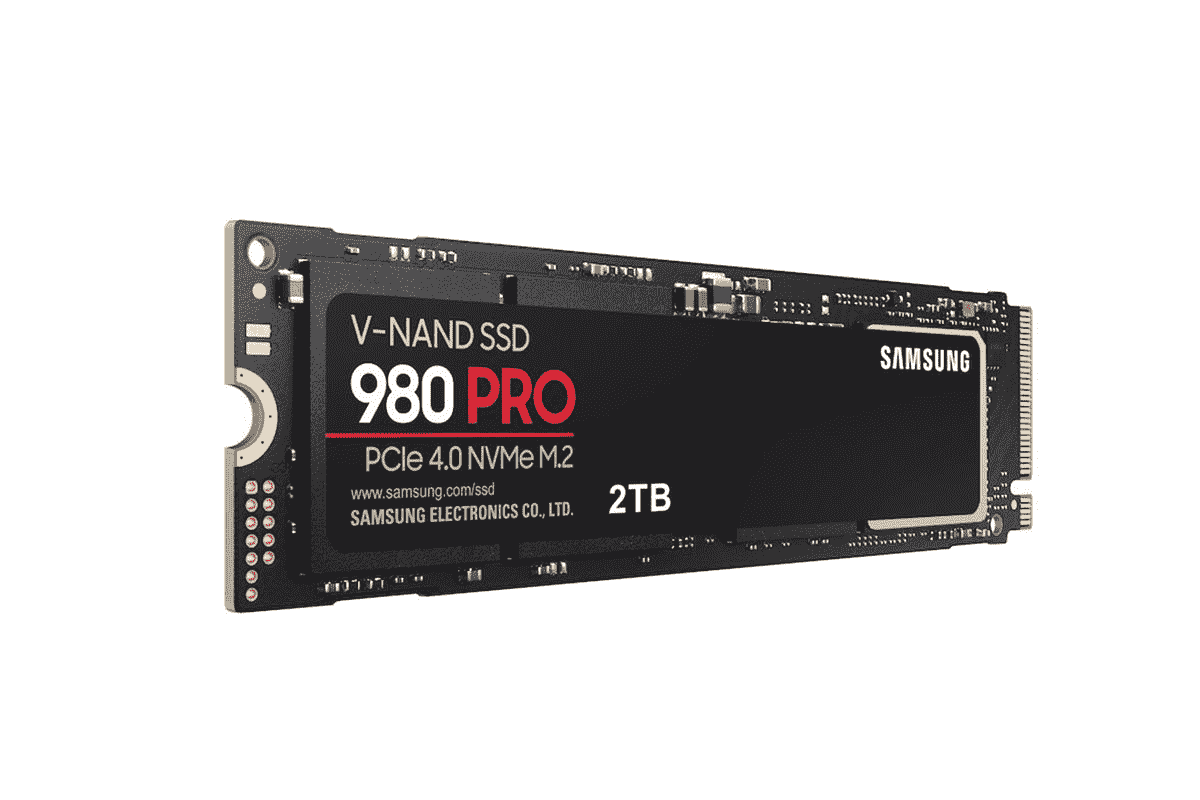 V-NAND SSD
980 PRO
PCIe 4.0 NVMe M.2
www.samsung.com/ssd
SAMSUNG ELECTRONICS CO., LTD.
2TB
SAMSUNG